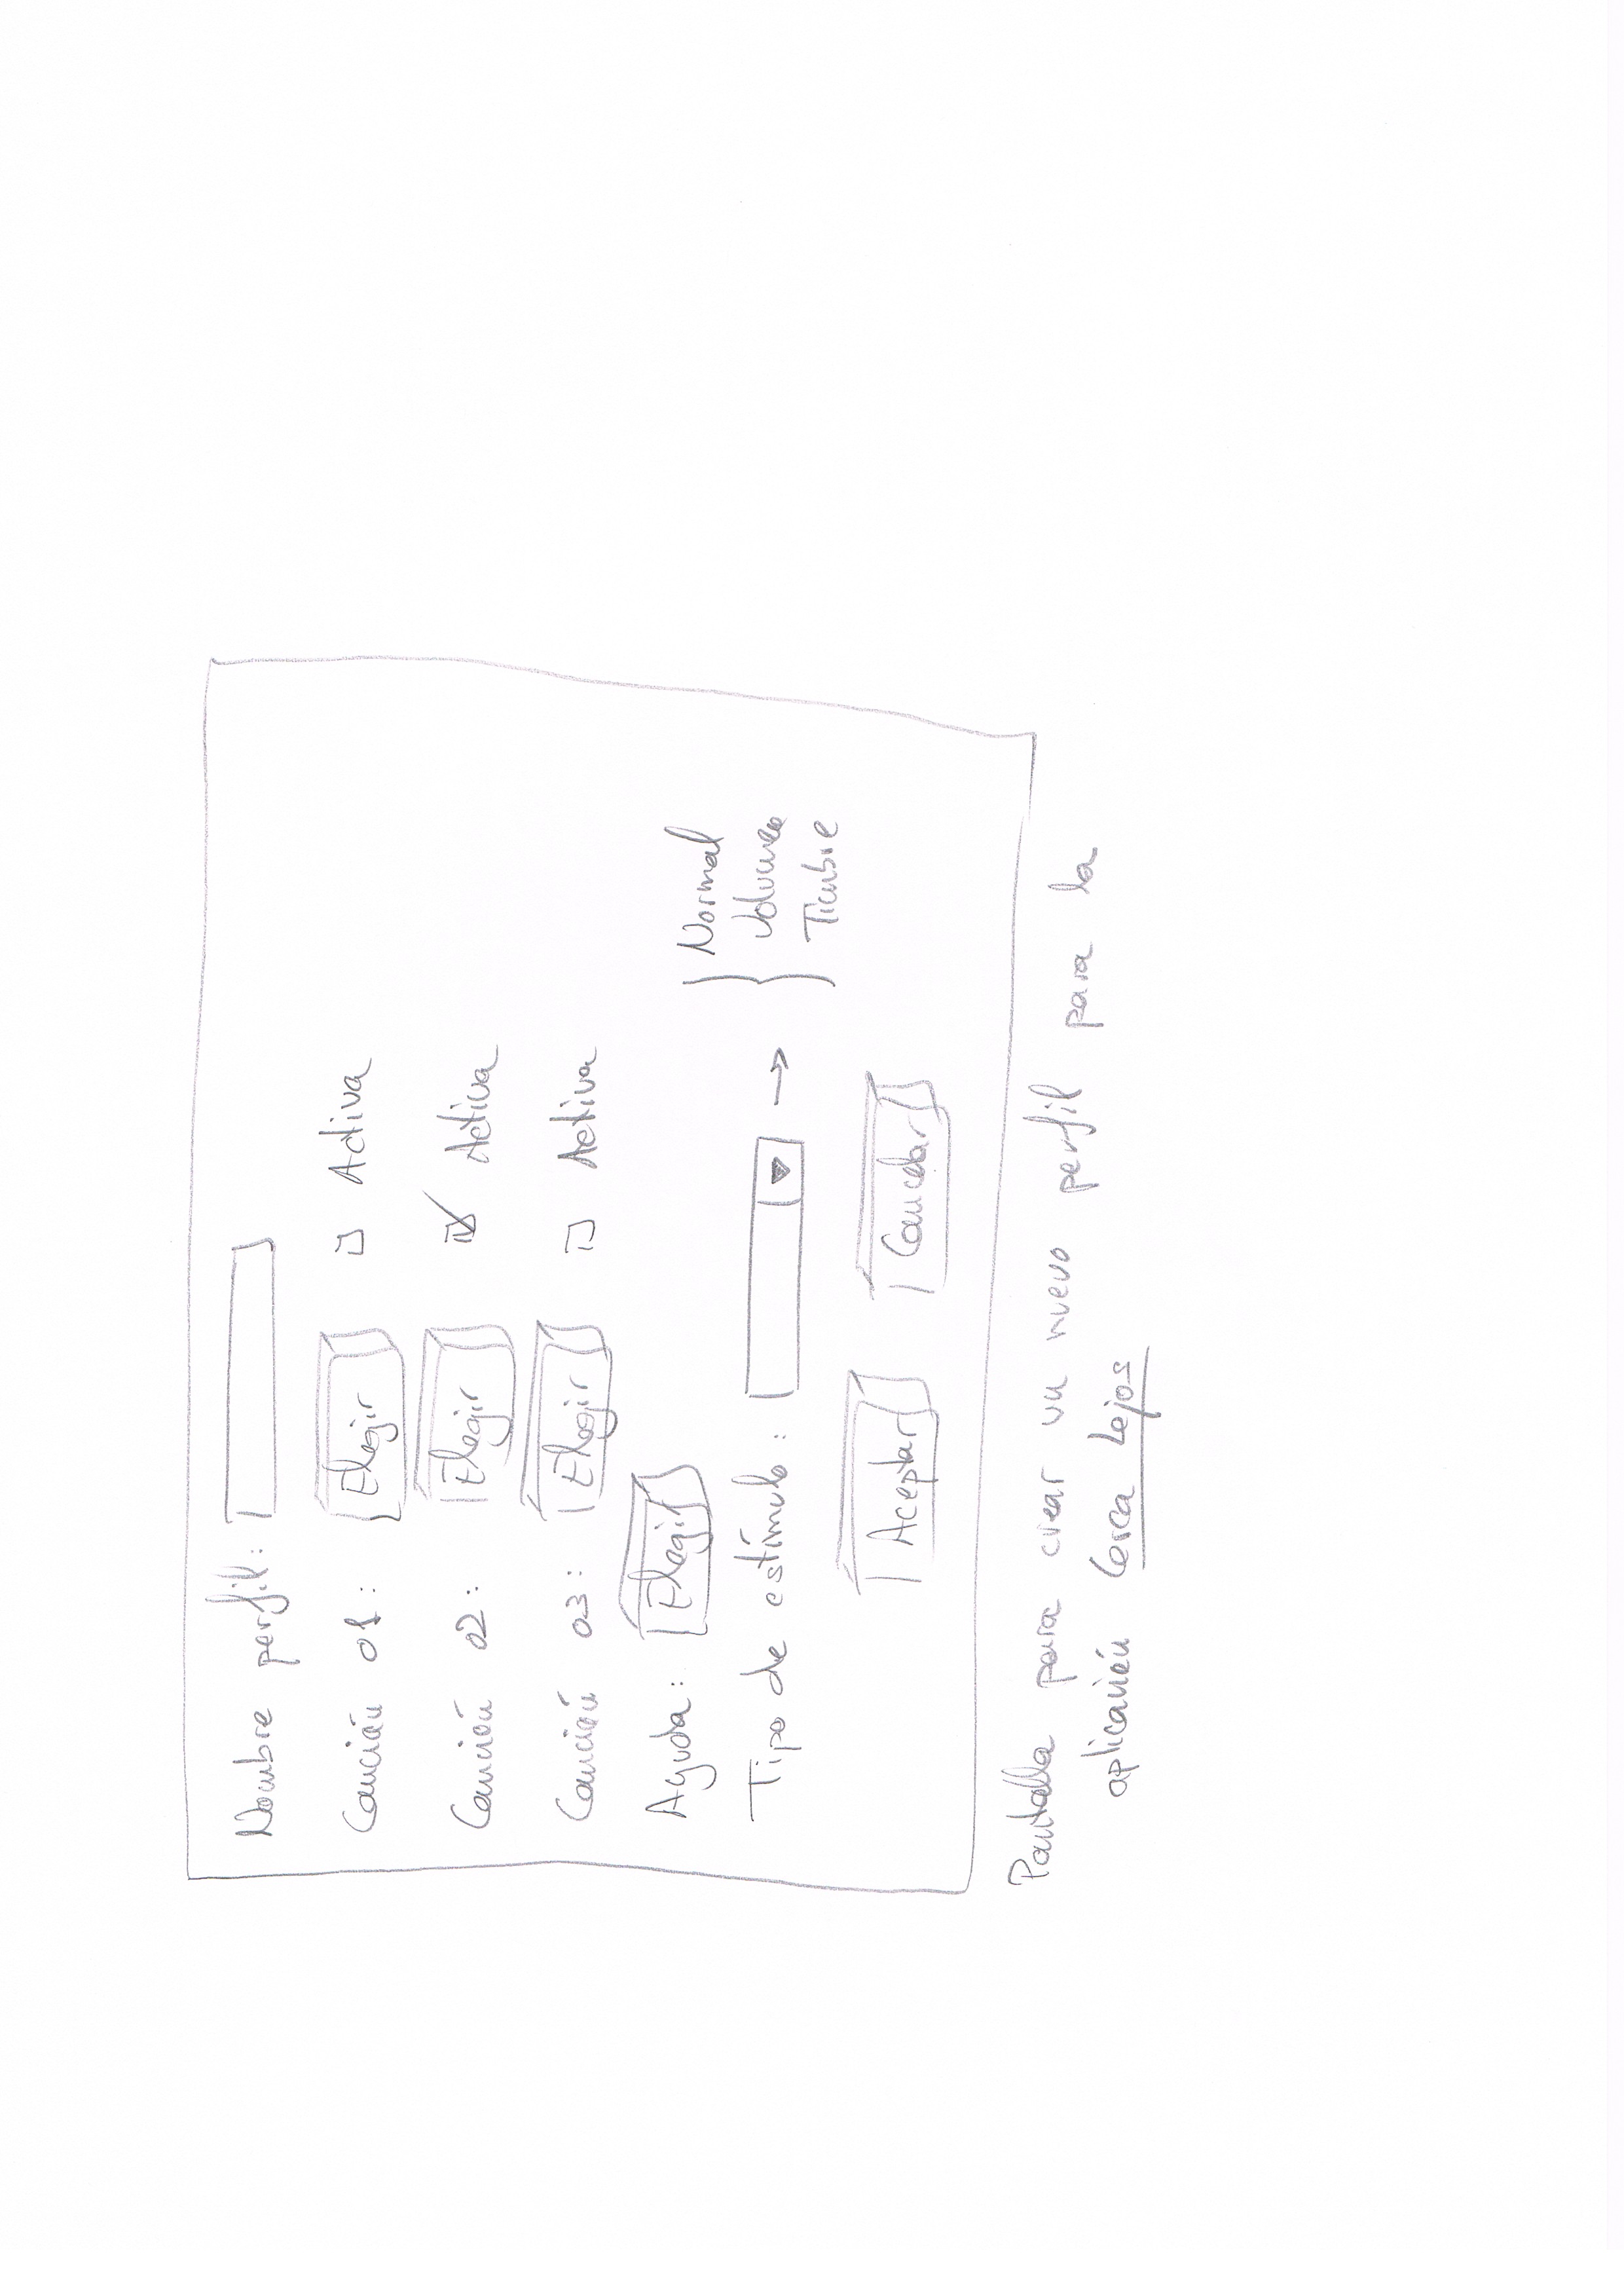 Nombre perfil:
Canción 01: Elegir Activa
Canción 02: Elegir Activa
Canción 03: Elegir Activa
Ayuda: Elegir
Tipo de estímulo: → Normal
Volumen
Timbre
Aceptar Cancelar
Pantalla para crear un nuevo perfil para la
aplicación Cerca Lejos